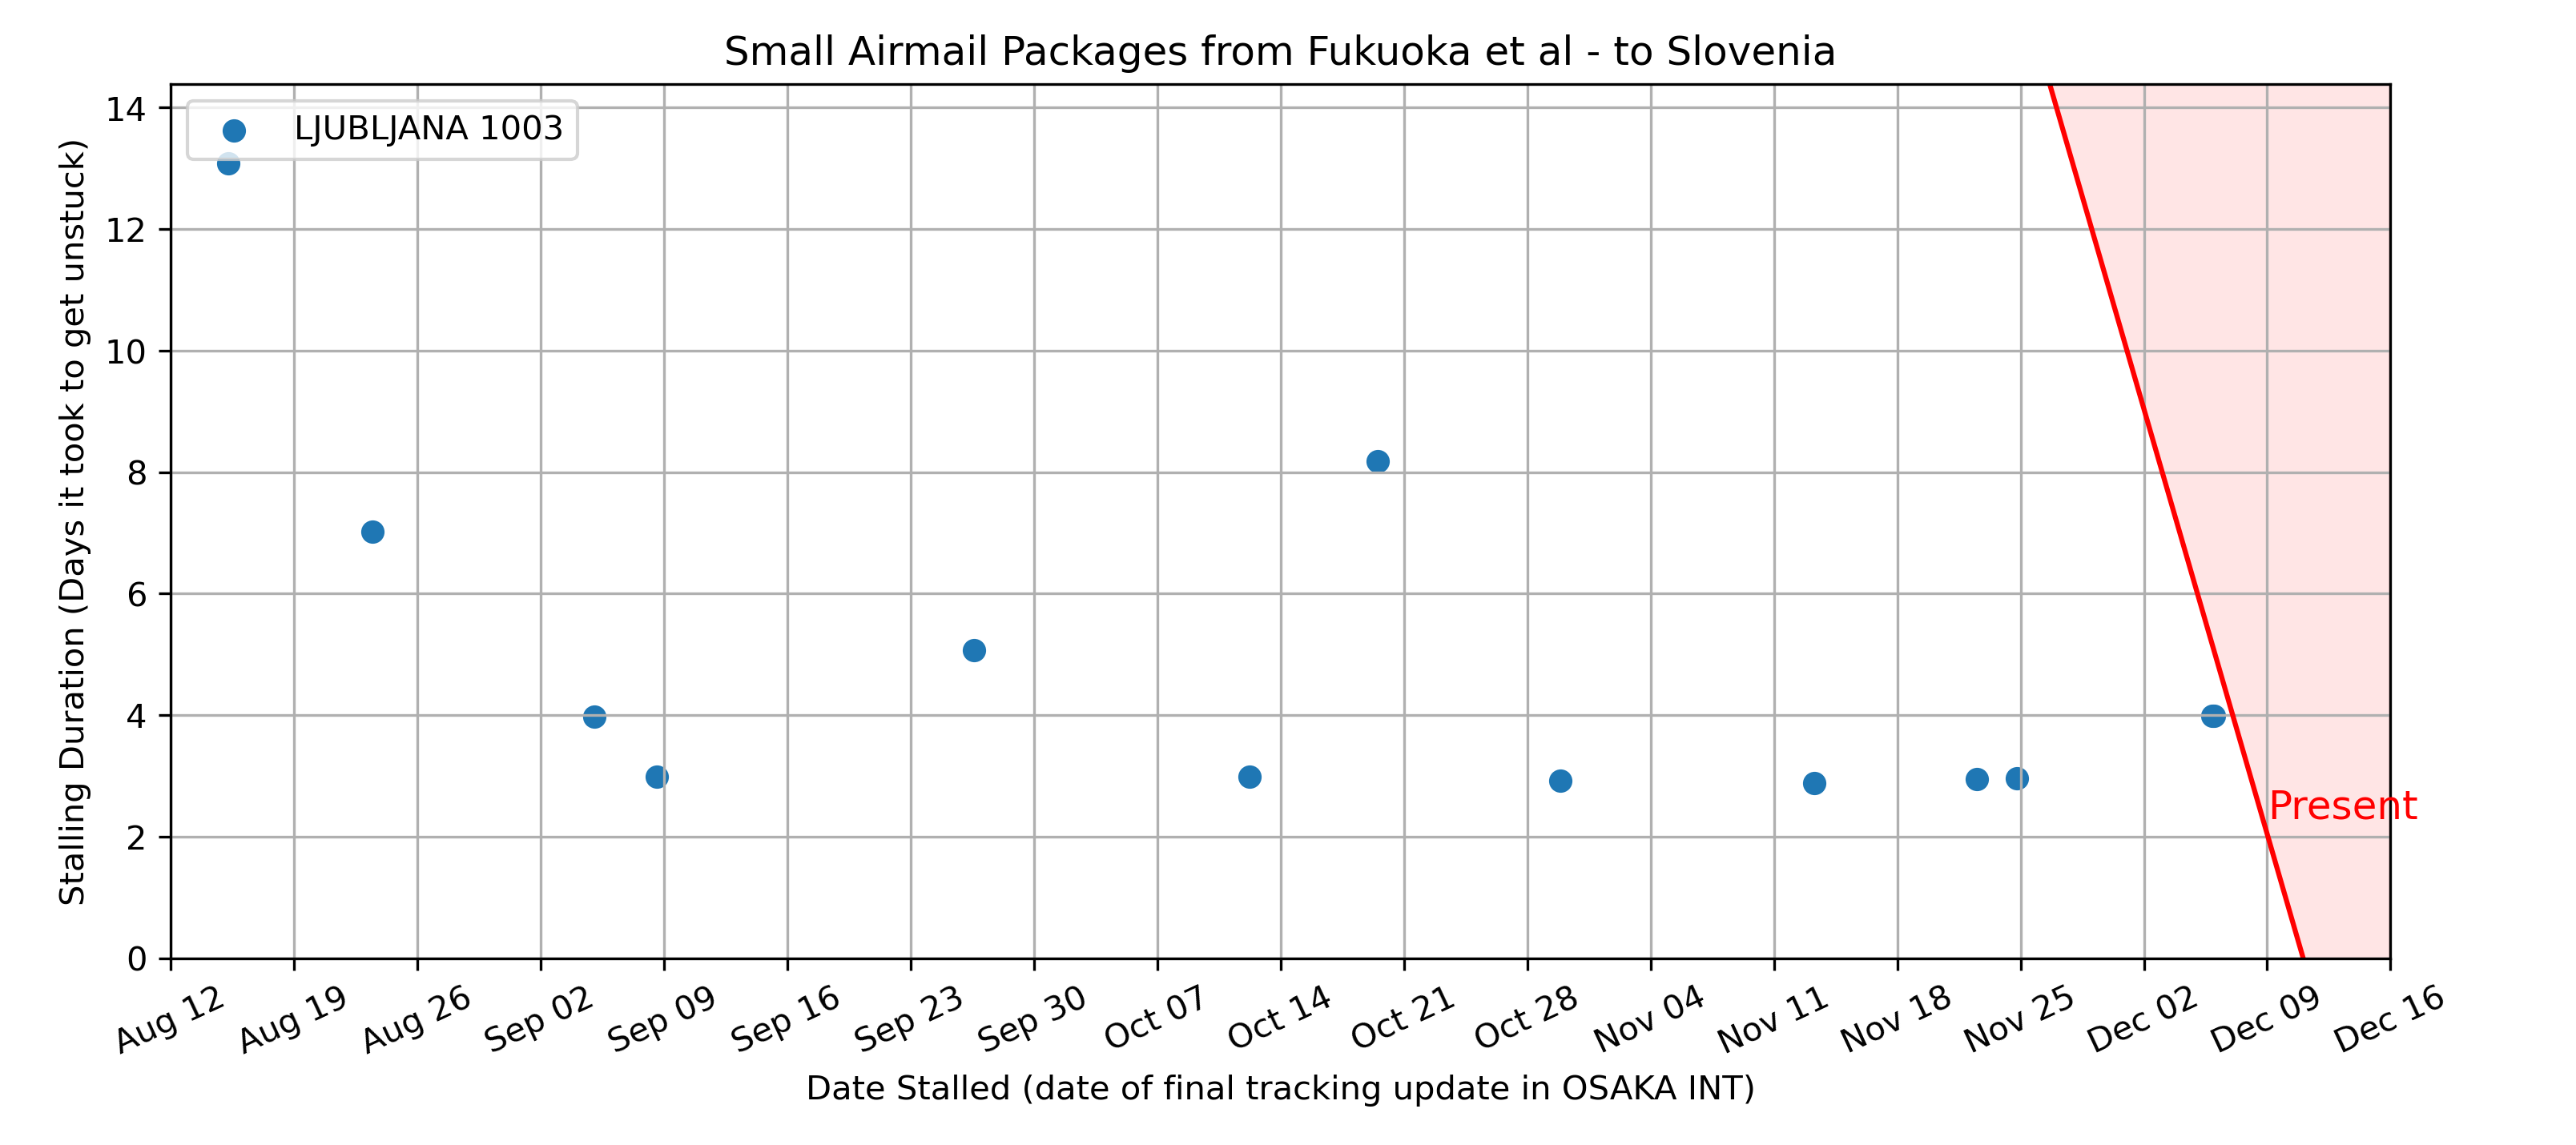 Small Airmail Packages from Fukuoka et al - to Slovenia
LJUBLJANA 1003
Stalling Duration (Days it took to get unstuck)
14
12
10
8
6
4
2
0
Present
Aug 12
Aug 19
Aug 26
Sep 02
Sep 09
Sep 16
Sep 23
Sep 30
Oct 07
Oct 14
Oct 21
Oct 28
Nov 04
Nov 11
Nov 18
Nov 25
Dec 02
Dec 09
Dec 16
Date Stalled (date of final tracking update in OSAKA INT)